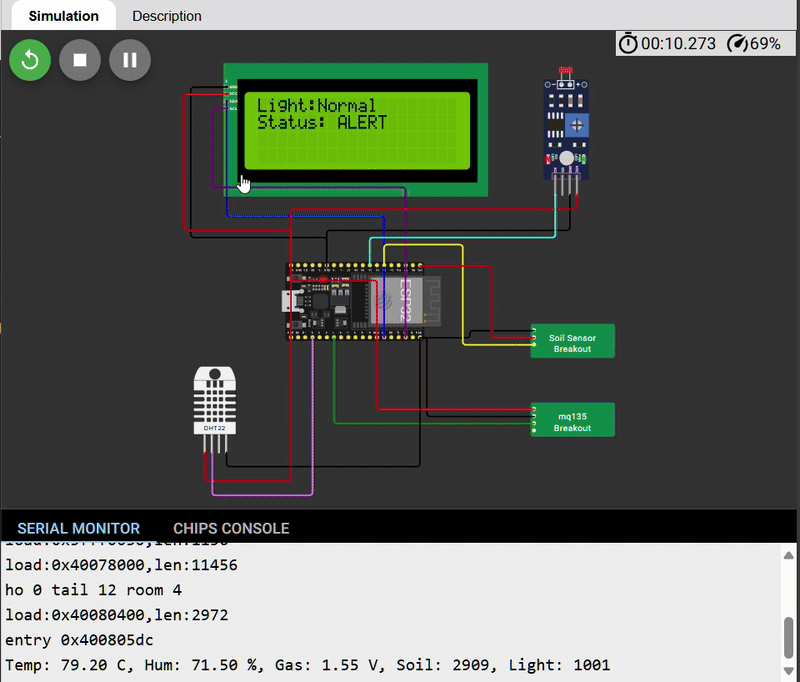 Simulation
Description
00:10.273 69%
Light:Normal
Status: ALERT
ESP32
Soil Sensor
Breakout
mq135
Breakout
DHT22
SERIAL MONITOR
CHIPS CONSOLE
load:0x40078000,len:11456
ho 0 tail 12 room 4
load:0x40080400,len:2972
entry 0x400805dc
Temp: 79.20 C, Hum: 71.50 %, Gas: 1.55 V, Soil: 2909, Light: 1001